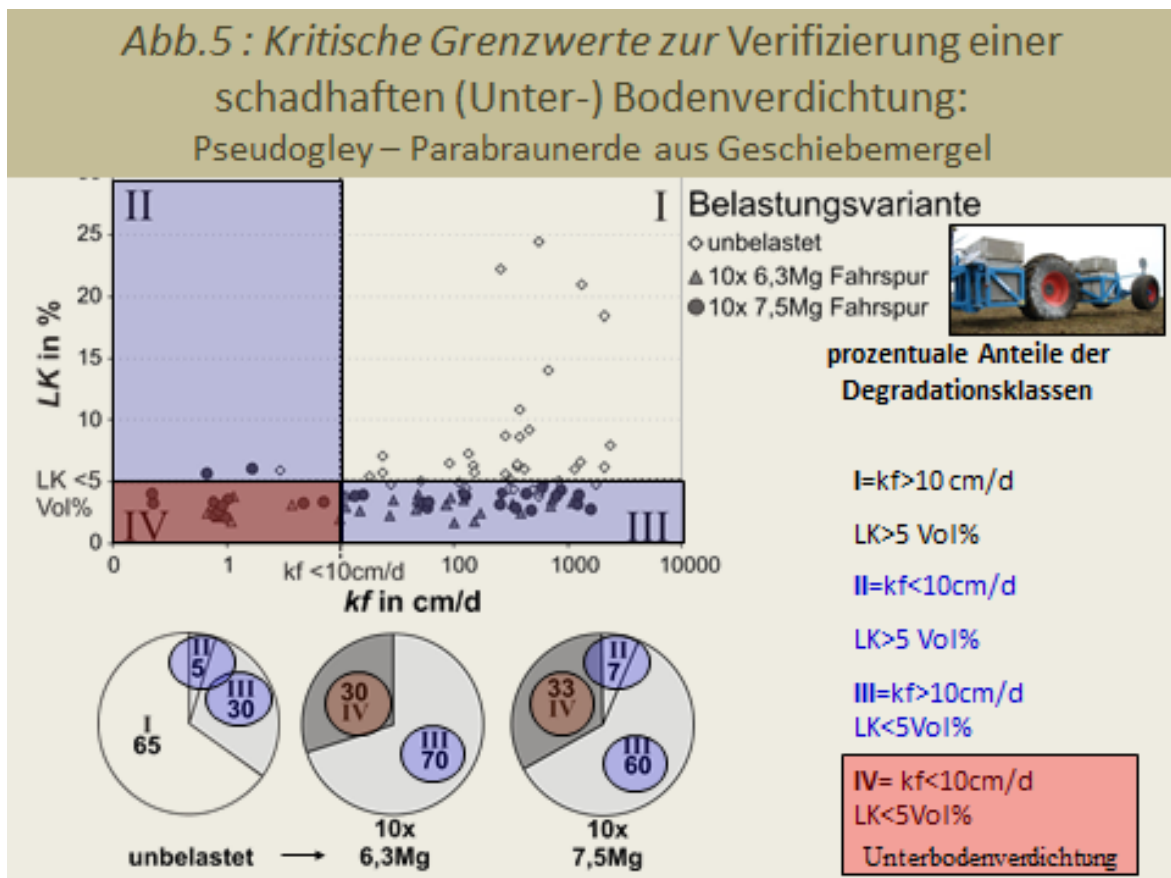 Abb.5 : Kritische Grenzwerte zur Verifizierung einer
schadhaften (Unter-) Bodenverdichtung:
Pseudogley – Parabraunerde aus Geschiebemergel
II
I
25
20
15
10
LK <5
Vol%
0
LK in %
IV
III
0
1
kf <10cm/d
100
1000
10000
kf in cm/d
Belastungsvariante
unbelastet
10x 6,3Mg Fahrspur
10x 7,5Mg Fahrspur
prozentuale Anteile der
Degradationsklassen
I=kf>10 cm/d
LK>5 Vol%
II=kf<10cm/d
LK>5 Vol%
III=kf>10cm/d
LK<5Vol%
IV= kf<10cm/d
LK<5Vol%
Unterbodenverdichtung
I
65
II
5
III
30
unbelastet →
30
IV
III
70
10x
6,3Mg
33
IV
II
7
III
60
10x
7,5Mg